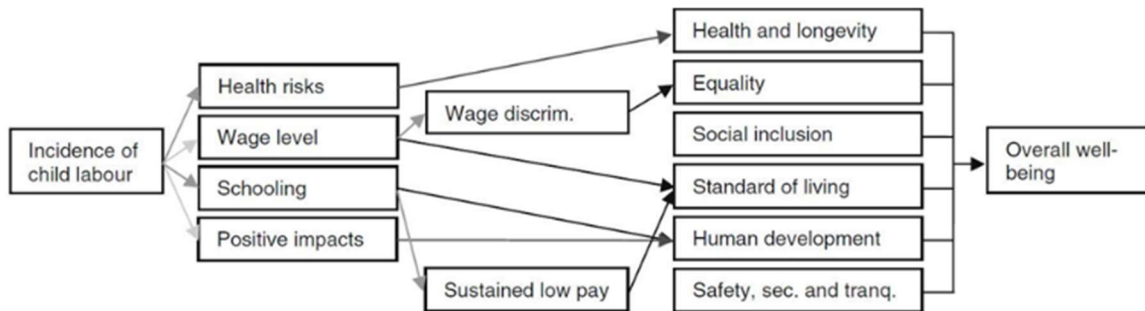 Incidence of
child labour
Health risks
Wage level
Schooling
Positive impacts
Wage discrim.
Sustained low pay
Health and longevity
Equality
Social inclusion
Standard of living
Human development
Safety, sec. and tranq.
Overall well-
being